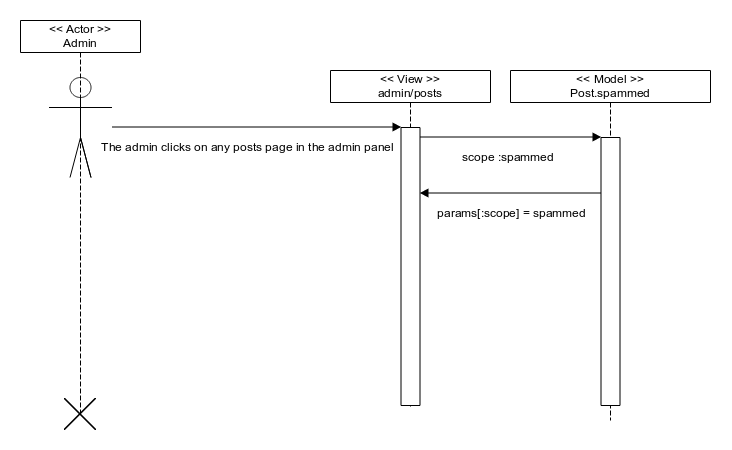 << Actor >>
Admin
<< View >>
admin/posts
<< Model >>
Post.spammed
The admin clicks on any posts page in the admin panel
scope :spammed
params[:scope] = spammed